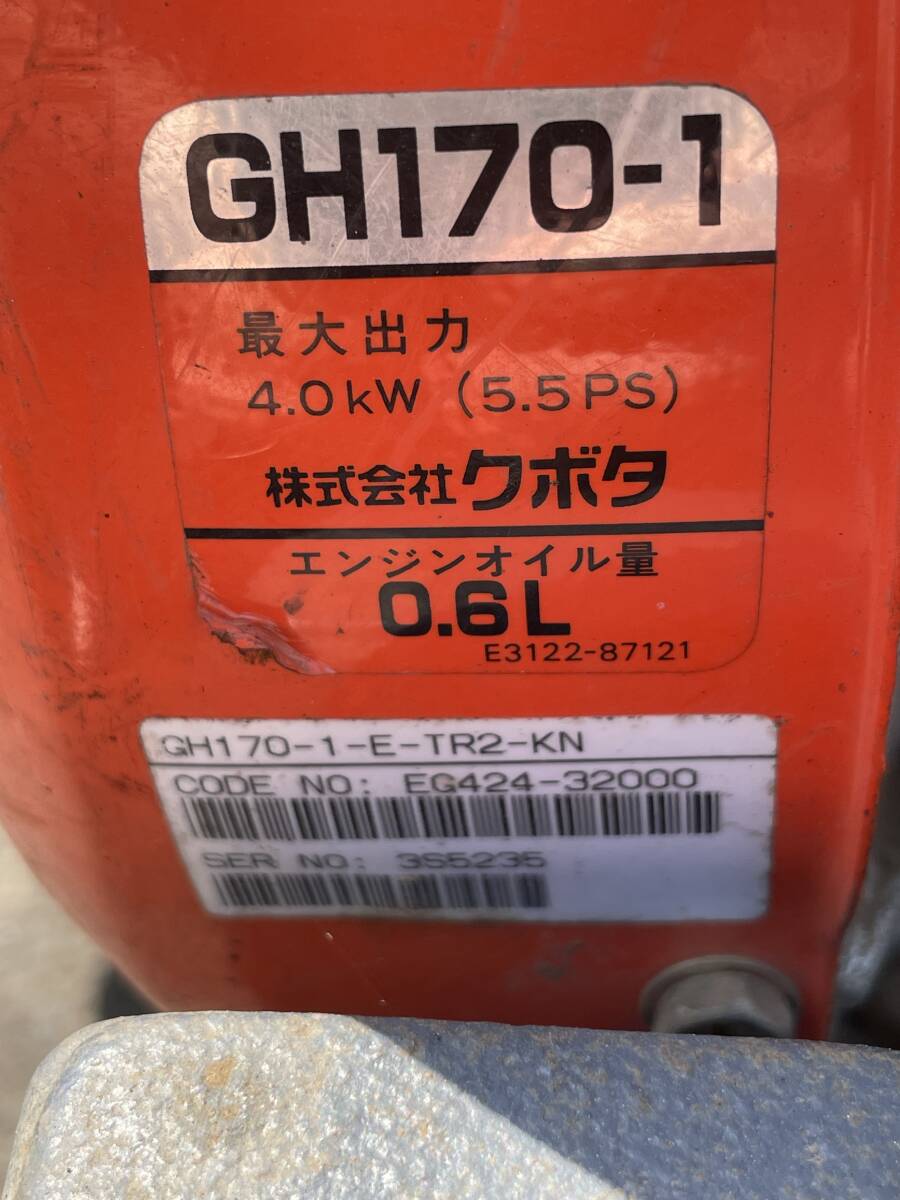 GH170-1
最大出力
4.0kW (5.5PS)
株式会社クボタ
エンジンオイル量
0.6L
E3122-87121
GH170-1-E-TR2-KN
CODE NO: EG424-32000
SER NO: 3S5235